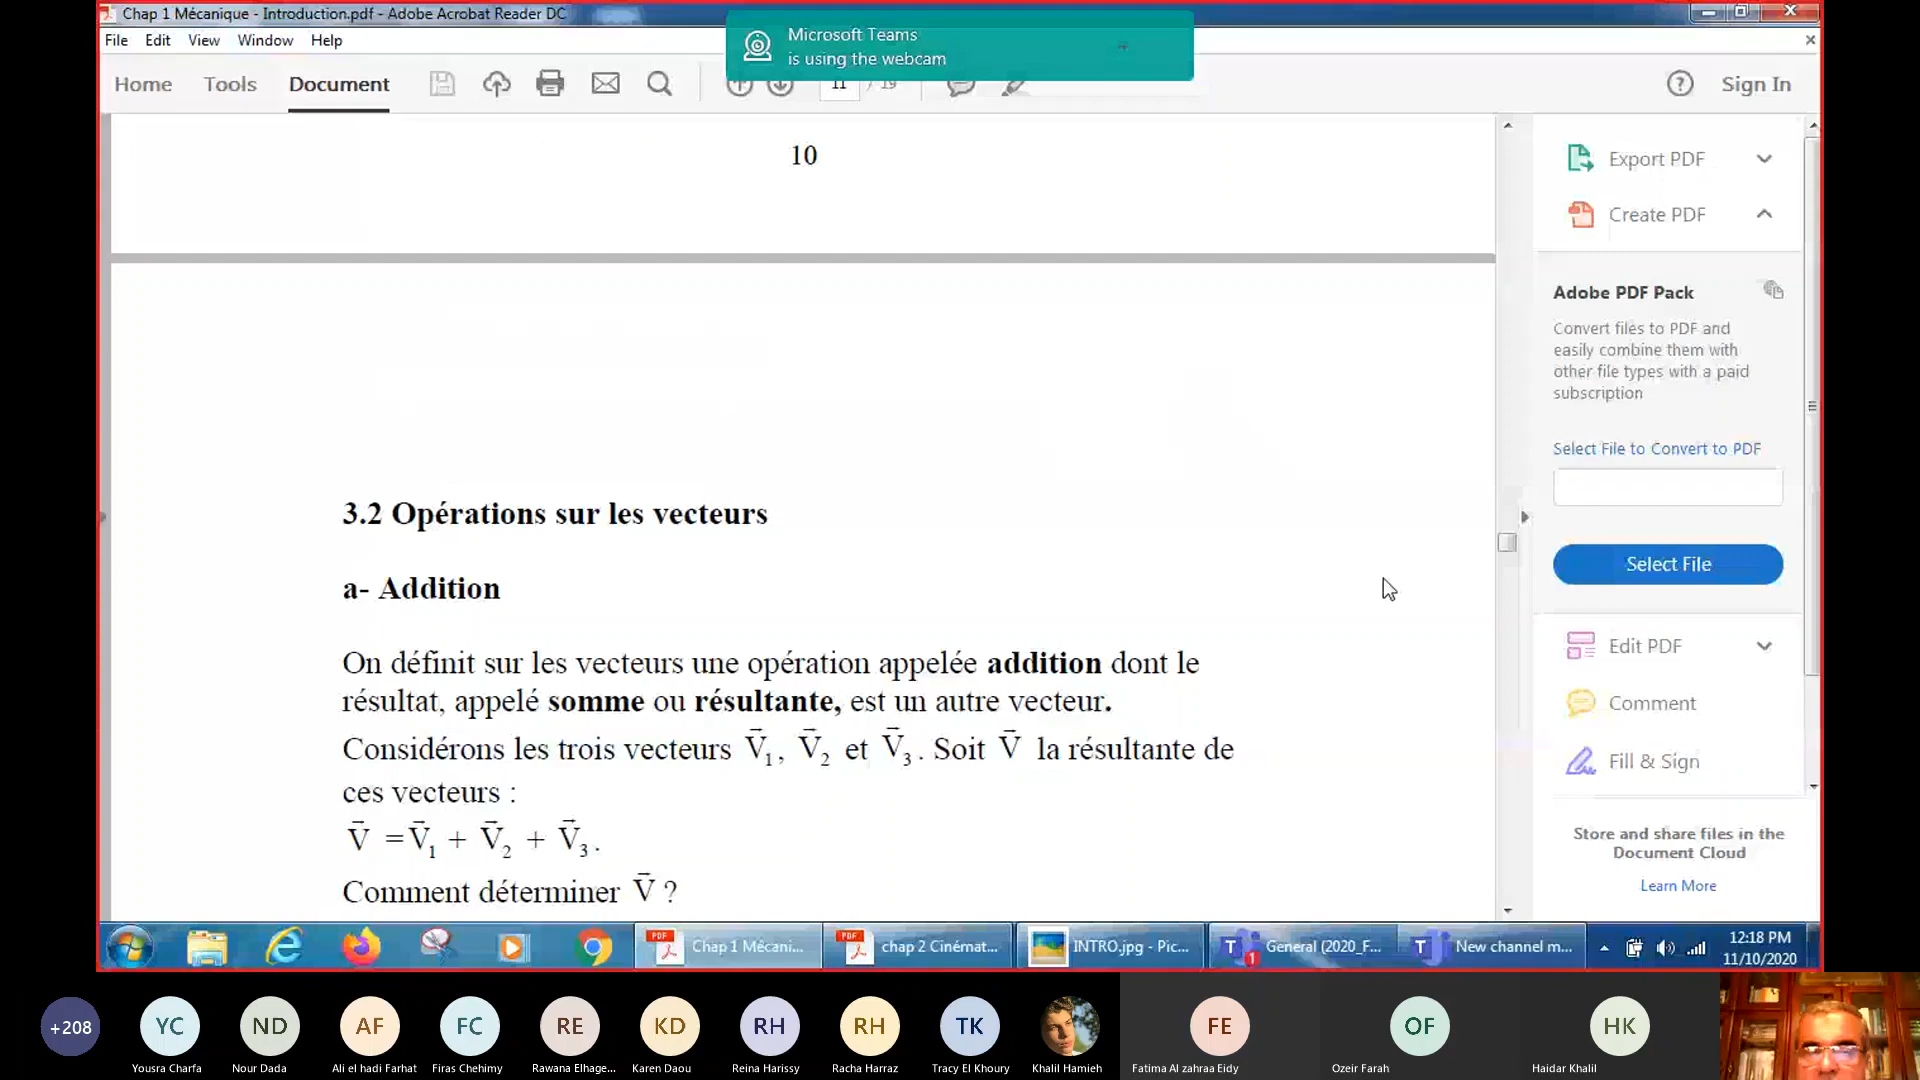 Chap 1 Mécanique - Introduction.pdf - Adobe Acrobat Reader DC
Microsoft Teams
is using the webcam
File Edit View Window Help
Home Tools Document 11 / 19 Sign In
10
3.2 Opérations sur les vecteurs
a- Addition
On définit sur les vecteurs une opération appelée addition dont le
résultat, appelé somme ou résultante, est un autre vecteur.
Considérons les trois vecteurs V⃗₁, V⃗₂ et V⃗₃. Soit V⃗ la résultante de
ces vecteurs :
V⃗ = V⃗₁ + V⃗₂ + V⃗₃.
Comment déterminer V⃗ ?
Export PDF
Create PDF
Adobe PDF Pack
Convert files to PDF and
easily combine them with
other file types with a paid
subscription
Select File to Convert to PDF
Select File
Edit PDF
Comment
Fill & Sign
Store and share files in the
Document Cloud
Learn More
Chap 1 Mécani... chap 2 Cinémat... INTRO.jpg - Pic... General (2020_F... New channel m...
12:18 PM
11/10/2020
+208 YC ND AF FC RE KD RH RH TK FE OF HK
Yousra Charfa Nour Dada Ali el hadi Farhat Firas Chehimy Rawana Elhage... Karen Daou Reina Harissy Racha Harraz Tracy El Khoury Khalil Hamieh Fatima Al zahraa Eidy Ozeir Farah Haidar Khalil